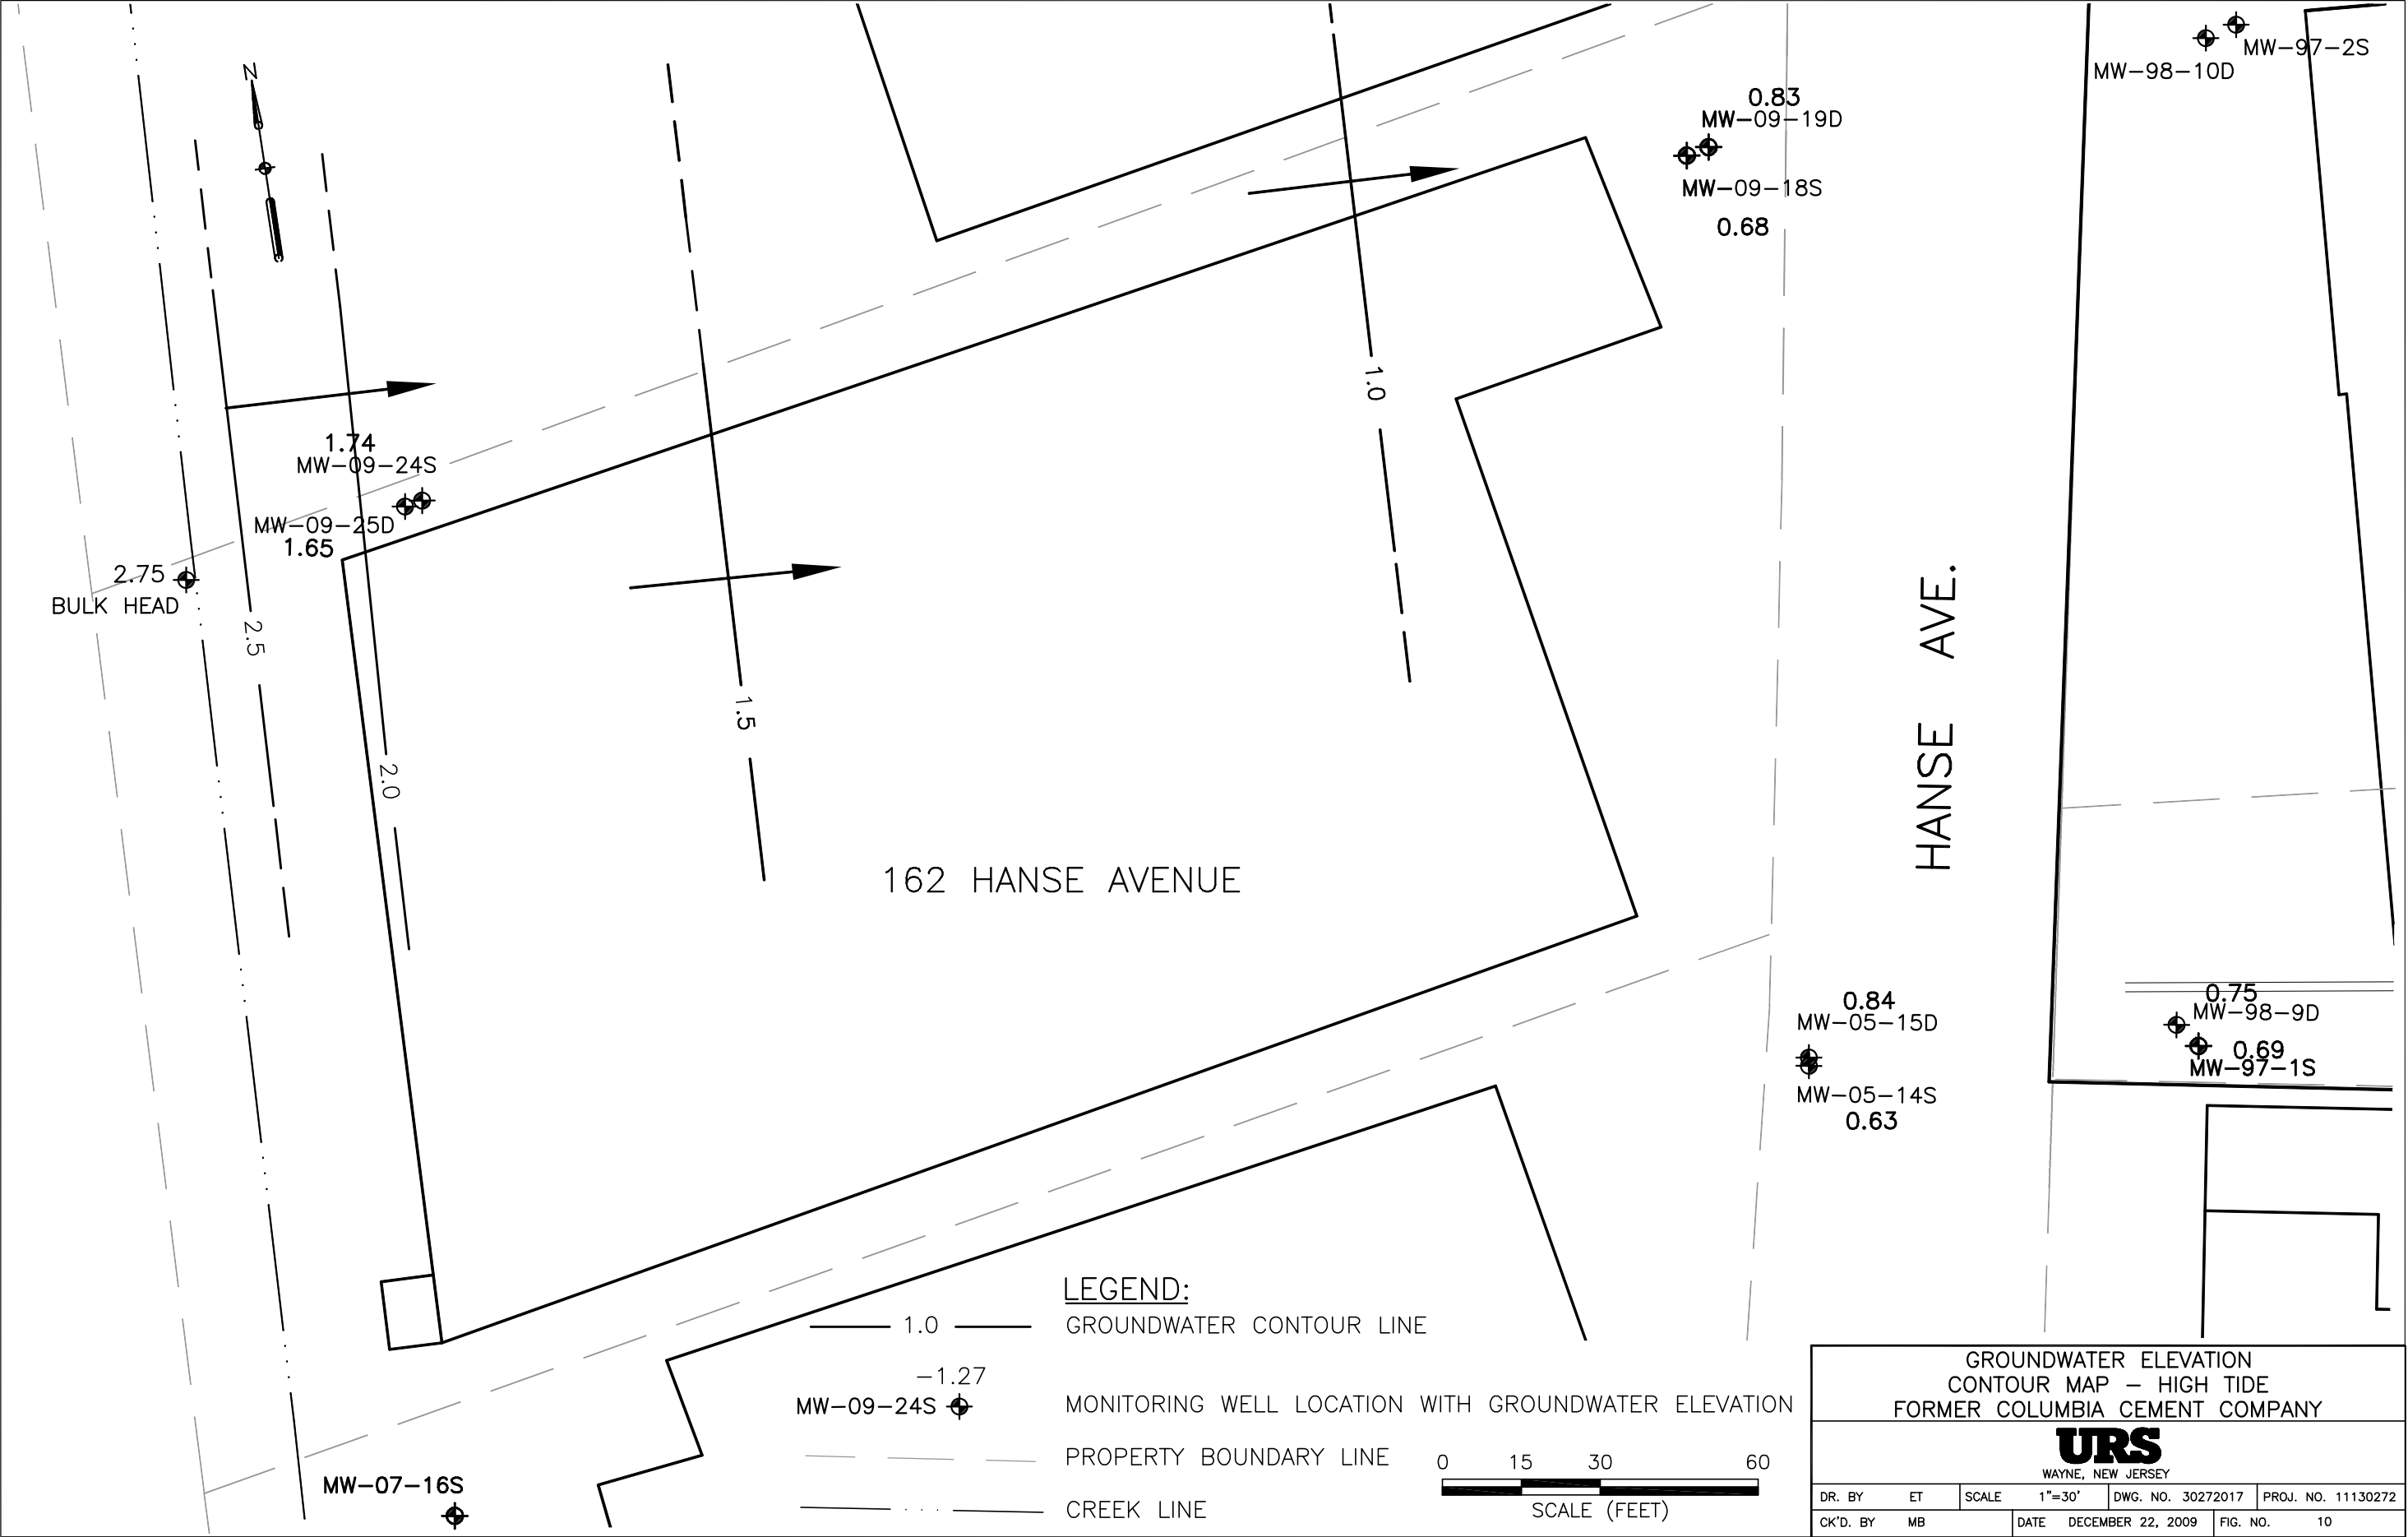 N
MW-97-2S
MW-98-10D
0.83
MW-09-19D
MW-09-18S
0.68
1.0
1.74
MW-09-24S
MW-09-25D
1.65
2.75
BULK HEAD
2.5
1.5
2.0
HANSE AVE.
162 HANSE AVENUE
0.84
MW-05-15D
MW-05-14S
0.63
0.75
MW-98-9D
0.69
MW-97-1S
MW-07-16S
LEGEND:
1.0 GROUNDWATER CONTOUR LINE
-1.27
MW-09-24S MONITORING WELL LOCATION WITH GROUNDWATER ELEVATION
PROPERTY BOUNDARY LINE
CREEK LINE
0 15 30 60
SCALE (FEET)
GROUNDWATER ELEVATION
CONTOUR MAP - HIGH TIDE
FORMER COLUMBIA CEMENT COMPANY
URS
WAYNE, NEW JERSEY
DR. BY ET SCALE 1"=30' DWG. NO. 30272017 PROJ. NO. 11130272
CK'D. BY MB DATE DECEMBER 22, 2009 FIG. NO. 10